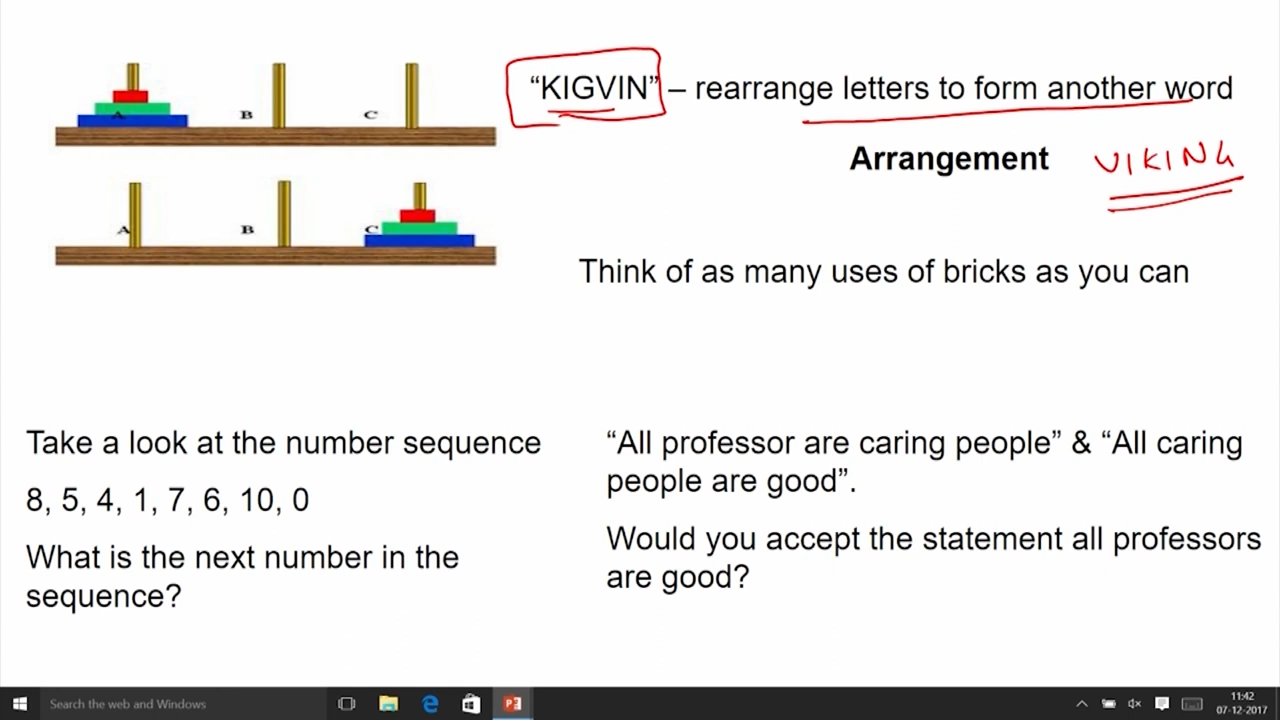 A B C
A B C
“KIGVIN” – rearrange letters to form another word
Arrangement
VIKING
Think of as many uses of bricks as you can
Take a look at the number sequence
8, 5, 4, 1, 7, 6, 10, 0
What is the next number in the
sequence?
“All professor are caring people” & “All caring
people are good”.
Would you accept the statement all professors
are good?
Search the web and Windows
11:42
07-12-2017